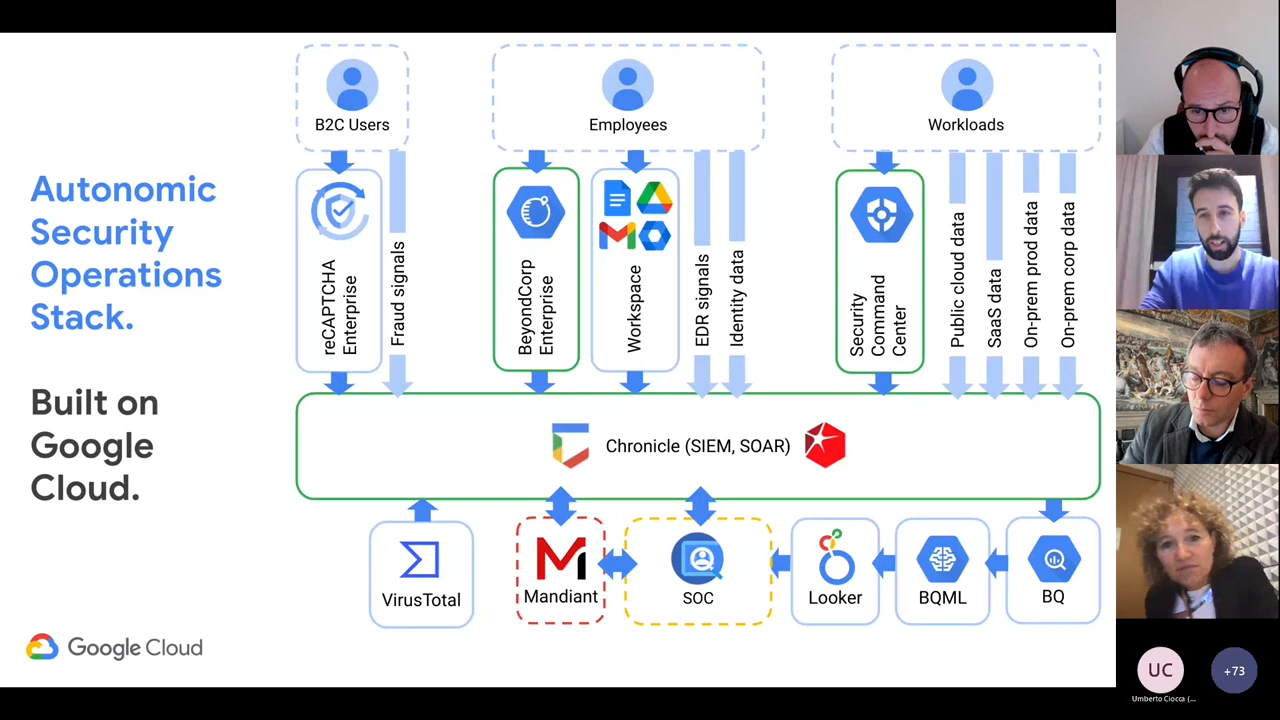 Autonomic
Security
Operations
Stack.
Built on
Google
Cloud.
Google Cloud
B2C Users
Employees
Workloads
reCAPTCHA
Enterprise
Fraud signals
BeyondCorp
Enterprise
Workspace
EDR signals
Identity data
Security
Command
Center
Public cloud data
SaaS data
On-prem prod data
On-prem corp data
Chronicle (SIEM, SOAR)
VirusTotal
Mandiant
SOC
Looker
BQML
BQ
UC
+73
Umberto Ciocca (...